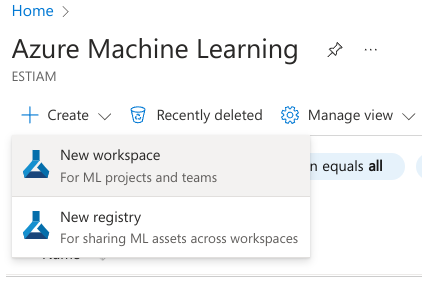 Home
Azure Machine Learning
ESTIAM
Create Recently deleted Manage view
New workspace
For ML projects and teams
equals all
New registry
For sharing ML assets across workspaces